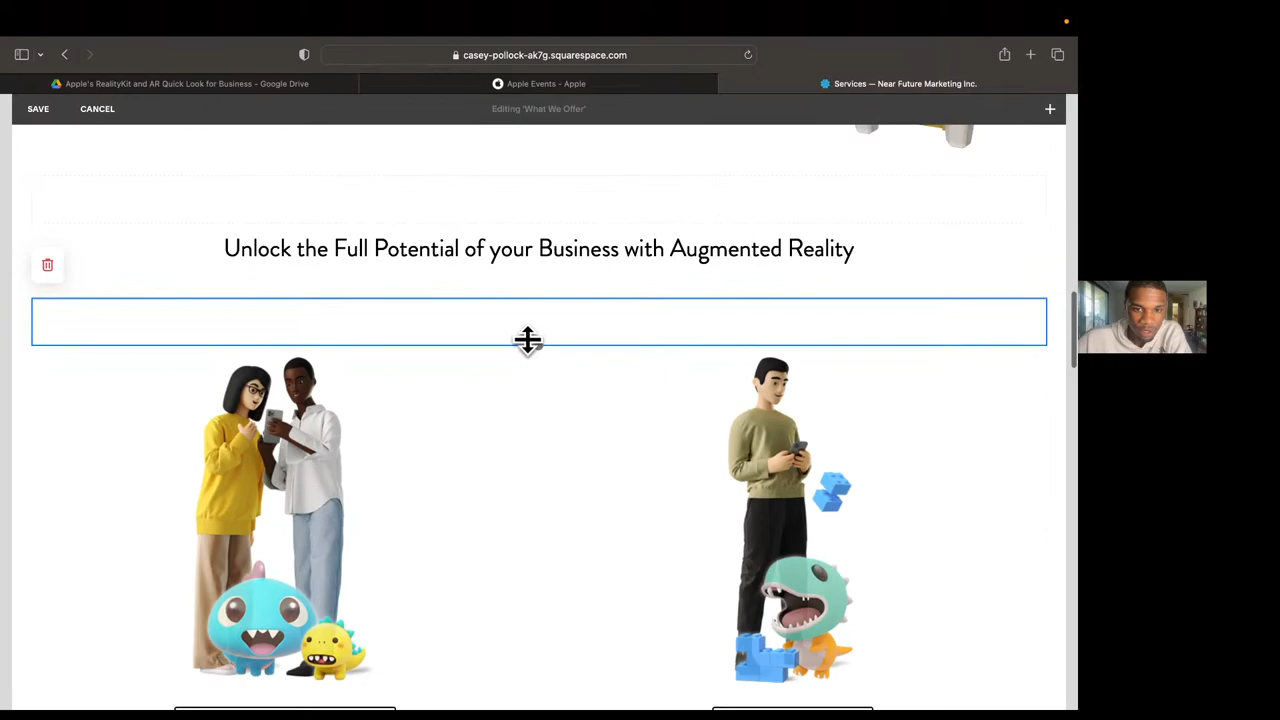 casey-pollock-ak7g.squarespace.com
Apple's RealityKit and AR Quick Look for Business - Google Drive
Apple Events - Apple
Services — Near Future Marketing Inc.
SAVE
CANCEL
Editing 'What We Offer'
Unlock the Full Potential of your Business with Augmented Reality